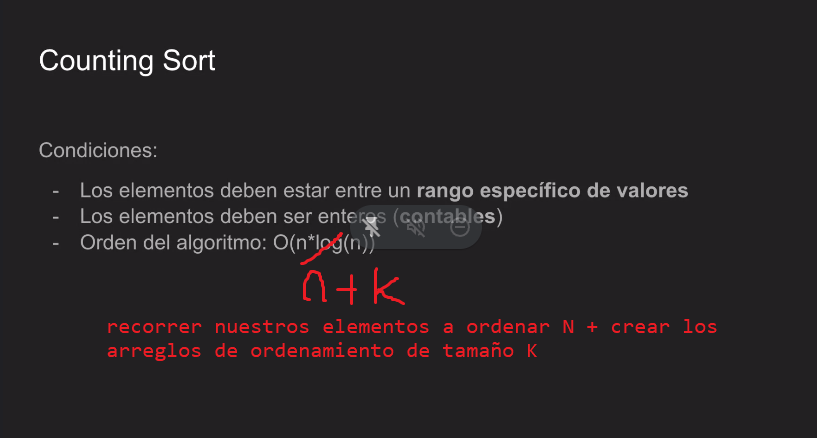 Counting Sort
Condiciones:
- Los elementos deben estar entre un rango específico de valores
- Los elementos deben ser enteros (contables)
- Orden del algoritmo: O(n*log(n))
n+k
recorrer nuestros elementos a ordenar N + crear los
arreglos de ordenamiento de tamaño K